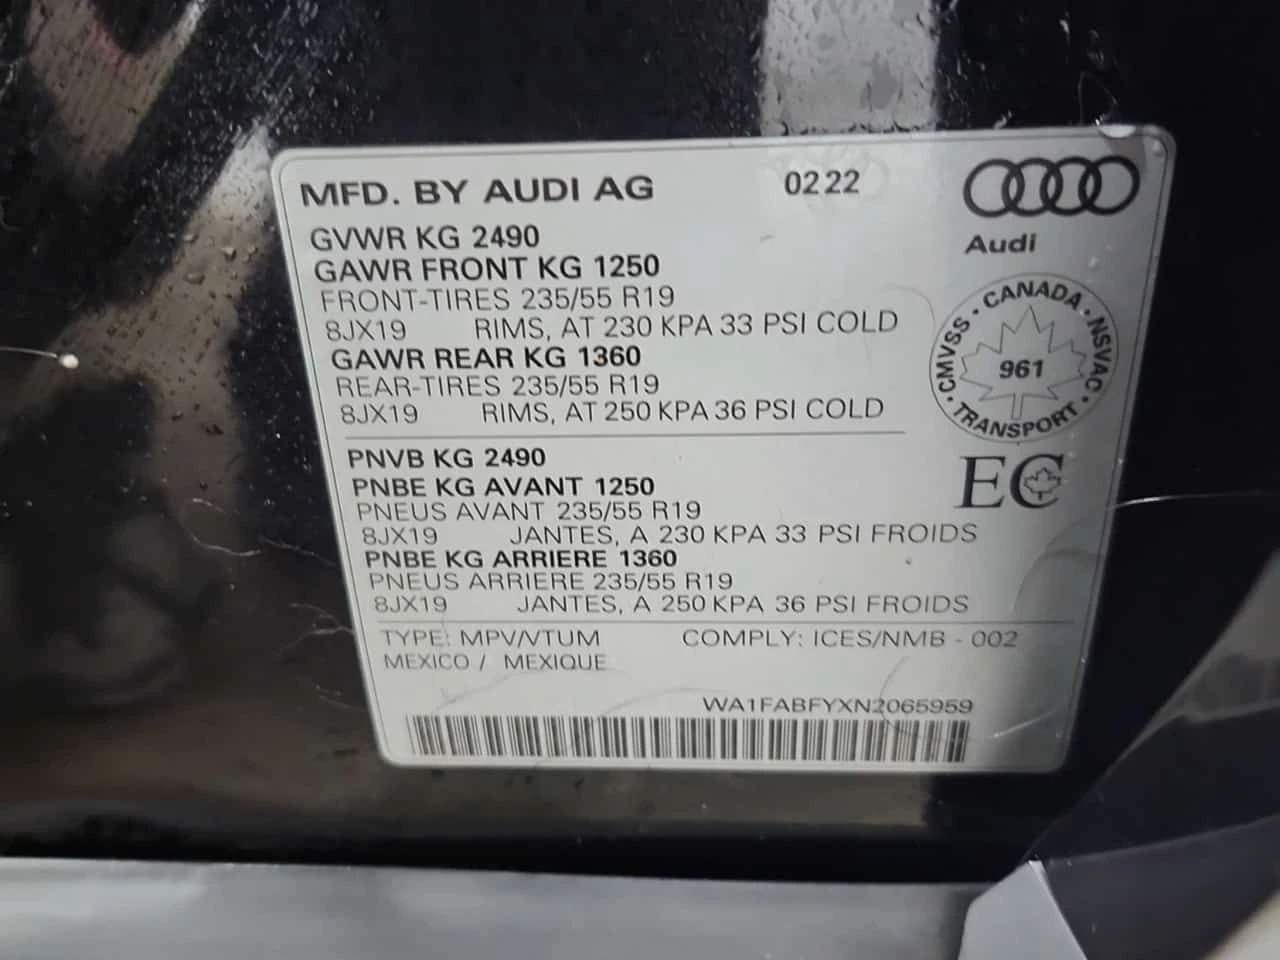 MFD. BY AUDI AG 0222
Audi
GVWR KG 2490
GAWR FRONT KG 1250
FRONT-TIRES 235/55 R19
8JX19 RIMS, AT 230 KPA 33 PSI COLD
GAWR REAR KG 1360
REAR-TIRES 235/55 R19
8JX19 RIMS, AT 250 KPA 36 PSI COLD
CMVSS · CANADA · NSVAC · TRANSPORT ·
961
EC
PNVB KG 2490
PNBE KG AVANT 1250
PNEUS AVANT 235/55 R19
8JX19 JANTES, A 230 KPA 33 PSI FROIDS
PNBE KG ARRIERE 1360
PNEUS ARRIERE 235/55 R19
8JX19 JANTES, A 250 KPA 36 PSI FROIDS
TYPE: MPV/VTUM COMPLY: ICES/NMB - 002
MEXICO / MEXIQUE
WA1FABFYXN2065959